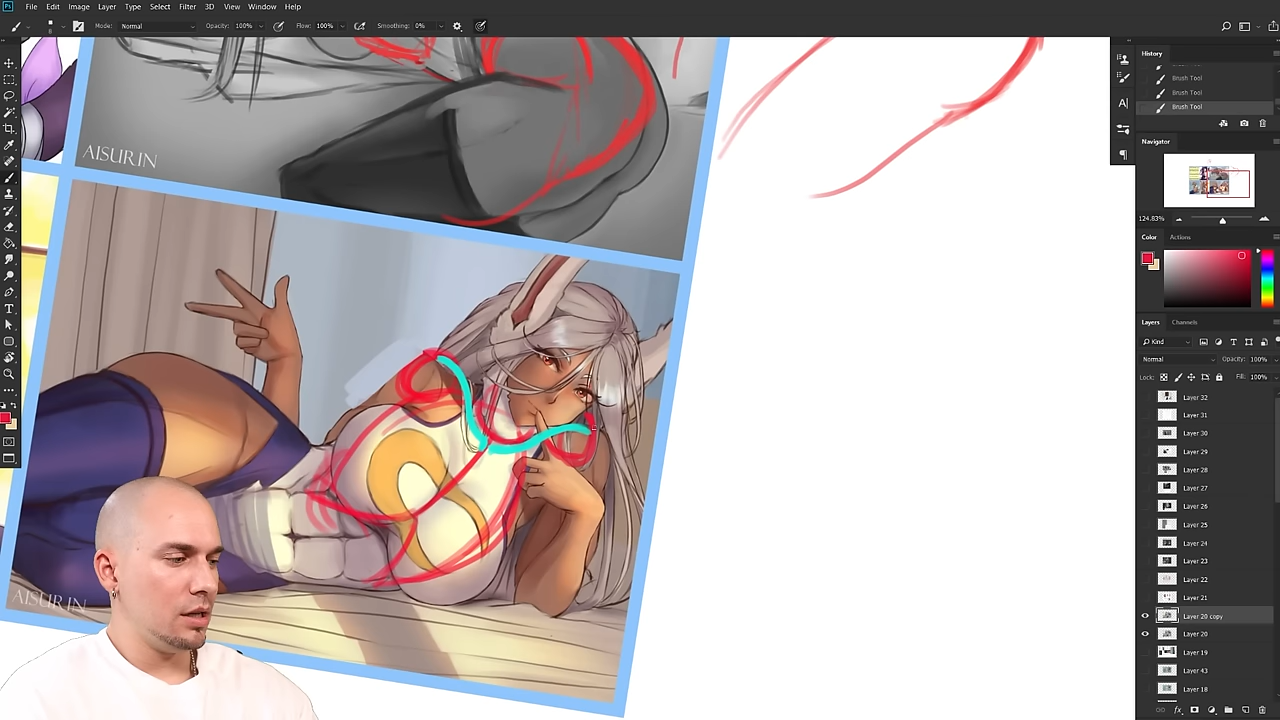 File Edit Image Layer Type Select Filter 3D View Window Help
8 Mode: Normal Opacity: 100% Flow: 100% Smoothing: 0%
History
Brush Tool
Brush Tool
Brush Tool
Navigator
124.83%
Color Actions
Layers Channels
Kind
Normal Opacity: 100%
Lock: Fill: 100%
Layer 32
Layer 31
Layer 30
Layer 29
Layer 28
Layer 27
Layer 26
Layer 25
Layer 24
Layer 23
Layer 22
Layer 21
Layer 20 copy
Layer 20
Layer 19
Layer 43
Layer 18
AISURIN
AISURIN